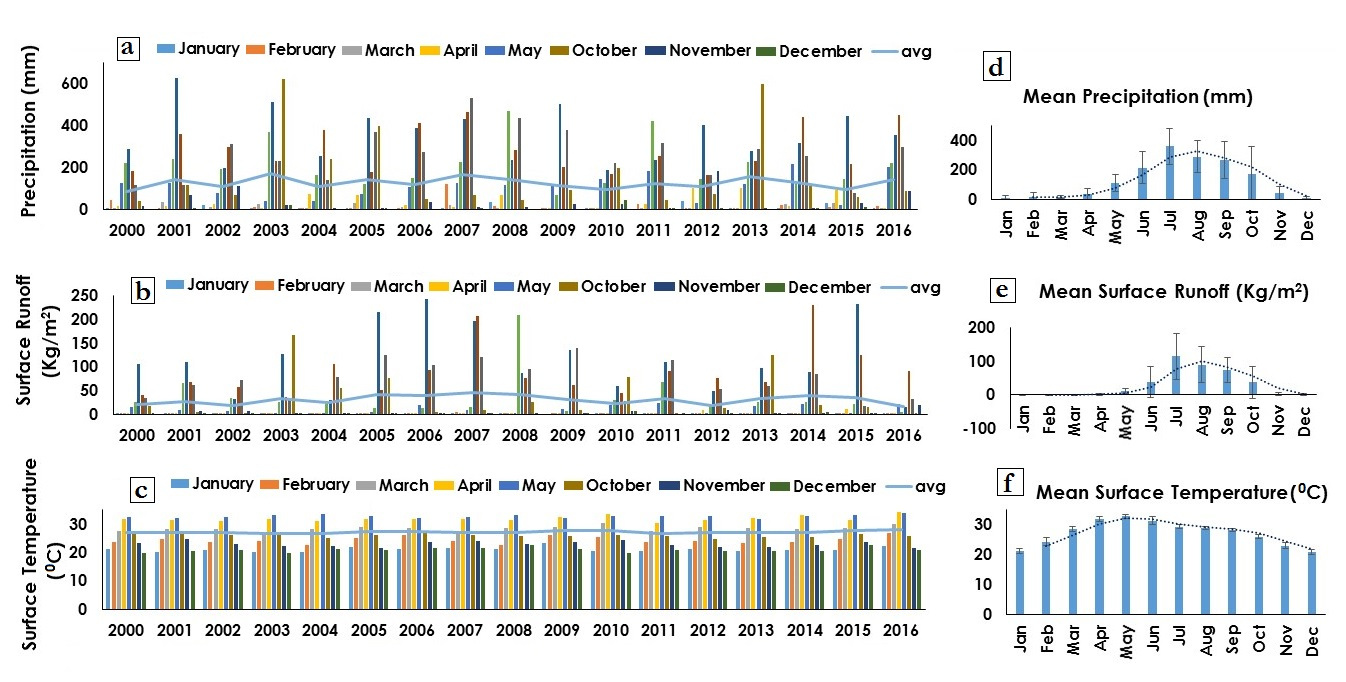 a
January February March April May October November December avg
Precipitation (mm)
600
400
200
0
2000 2001 2002 2003 2004 2005 2006 2007 2008 2009 2010 2011 2012 2013 2014 2015 2016
b
January February March April May October November December avg
Surface Runoff
(Kg/m²)
250
200
150
100
50
0
2000 2001 2002 2003 2004 2005 2006 2007 2008 2009 2010 2011 2012 2013 2014 2015 2016
c
January February March April May October November December avg
Surface Temperature
(⁰C)
30
20
10
0
2000 2001 2002 2003 2004 2005 2006 2007 2008 2009 2010 2011 2012 2013 2014 2015 2016
d
Mean Precipitation (mm)
400
200
0
Jan Feb Mar Apr May Jun Jul Aug Sep Oct Nov Dec
e
Mean Surface Runoff (Kg/m²)
200
100
0
-100
Jan Feb Mar Apr May Jun Jul Aug Sep Oct Nov Dec
f
Mean Surface Temperature(⁰C)
30
20
10
0
Jan Feb Mar Apr May Jun Jul Aug Sep Oct Nov Dec